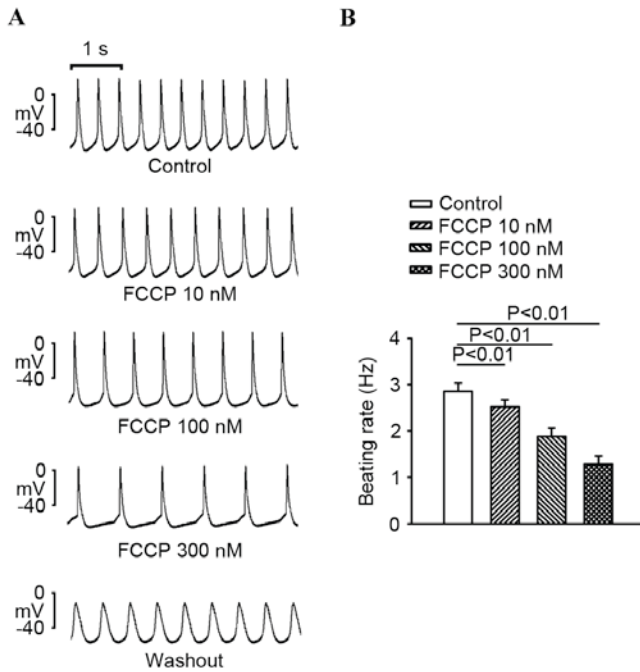 A
1 s
0
mV
-40
Control
0
mV
-40
FCCP 10 nM
0
mV
-40
FCCP 100 nM
0
mV
-40
FCCP 300 nM
0
mV
-40
Washout
B
Control
FCCP 10 nM
FCCP 100 nM
FCCP 300 nM
P<0.01
P<0.01
P<0.01
Beating rate (Hz)
4
3
2
1
0